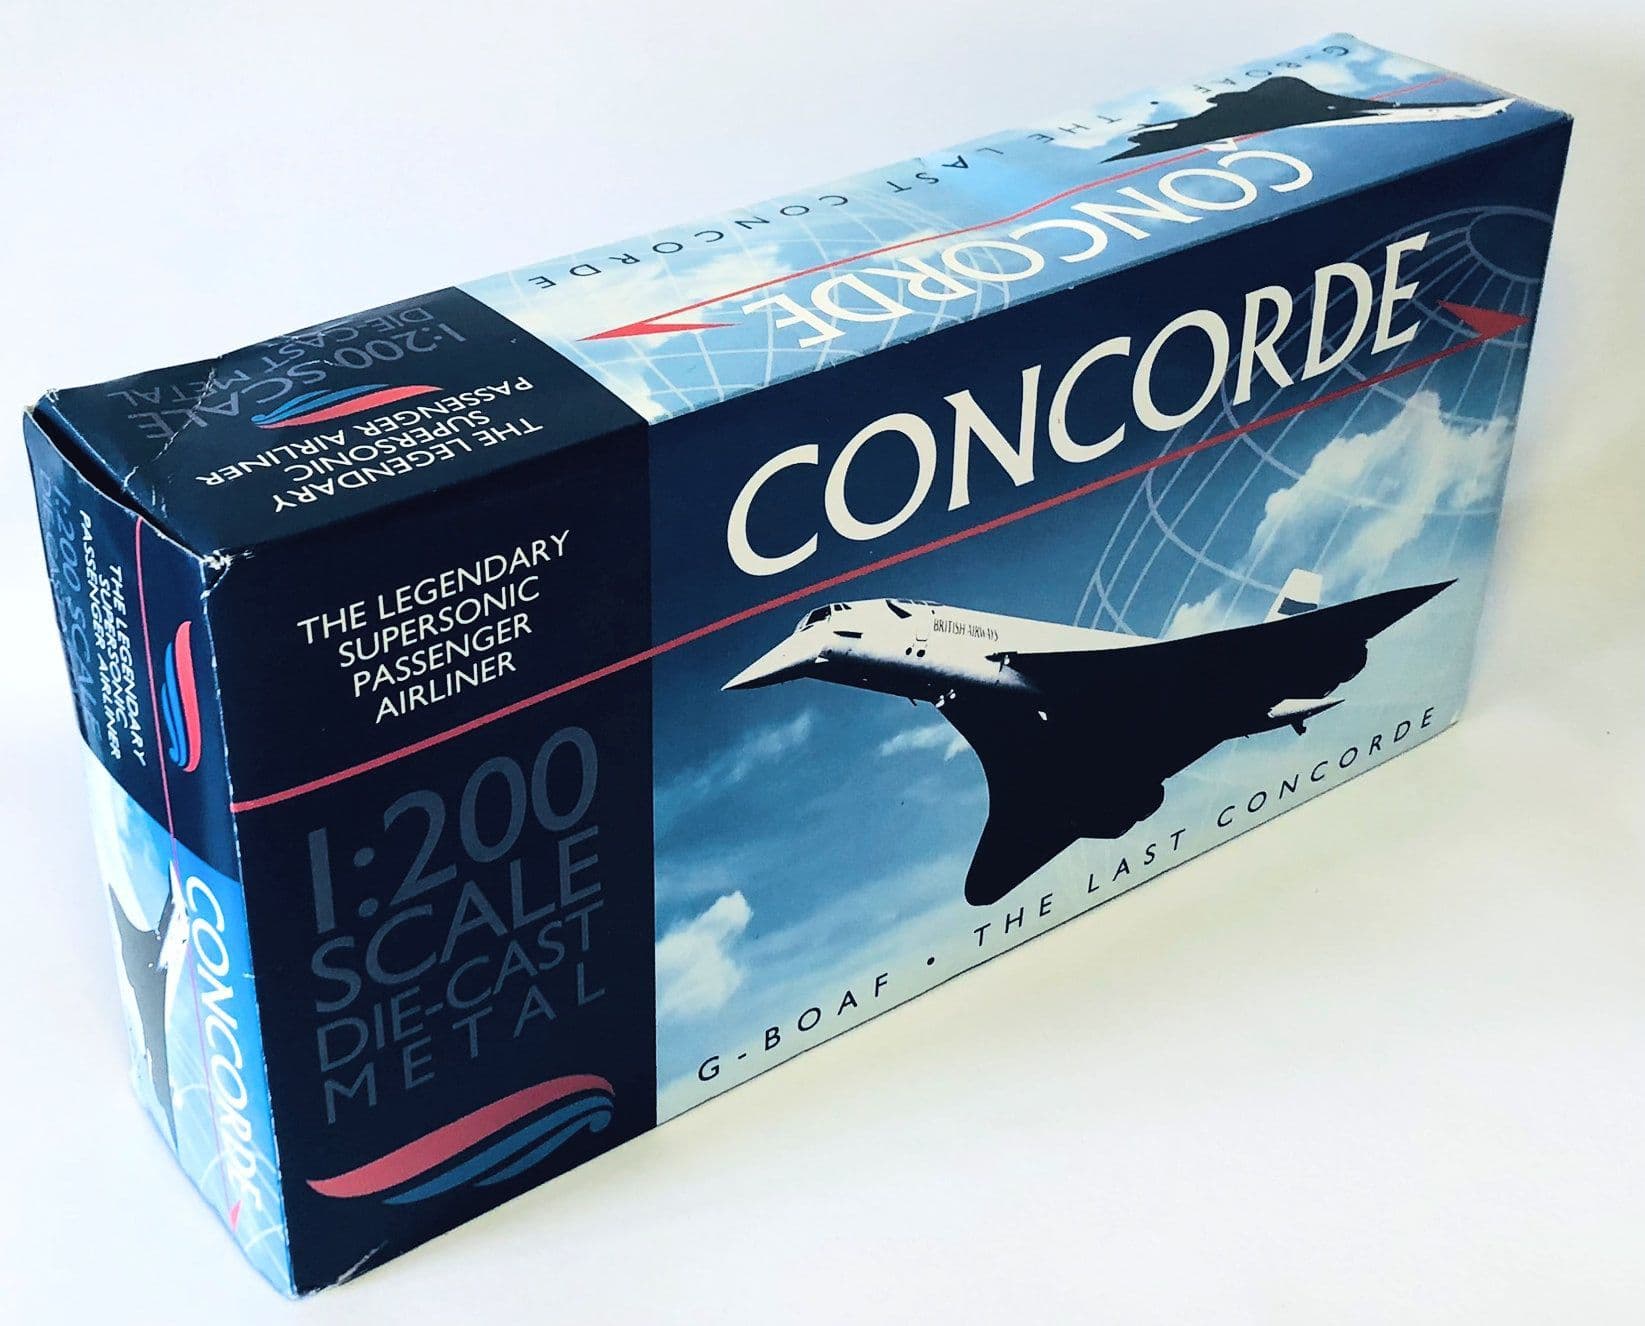 G-BOAF • THE LAST CONCORDE
CONCORDE
1:200 SCALE
DIE-CAST METAL
THE LEGENDARY
SUPERSONIC
PASSENGER AIRLINER
CONCORDE
THE LEGENDARY
SUPERSONIC
PASSENGER
AIRLINER
BRITISH AIRWAYS
1:200
SCALE
DIE-CAST
METAL
G-BOAF • THE LAST CONCORDE
1:200 SCALE
THE LEGENDARY
SUPERSONIC
PASSENGER AIRLINER
CONCORDE